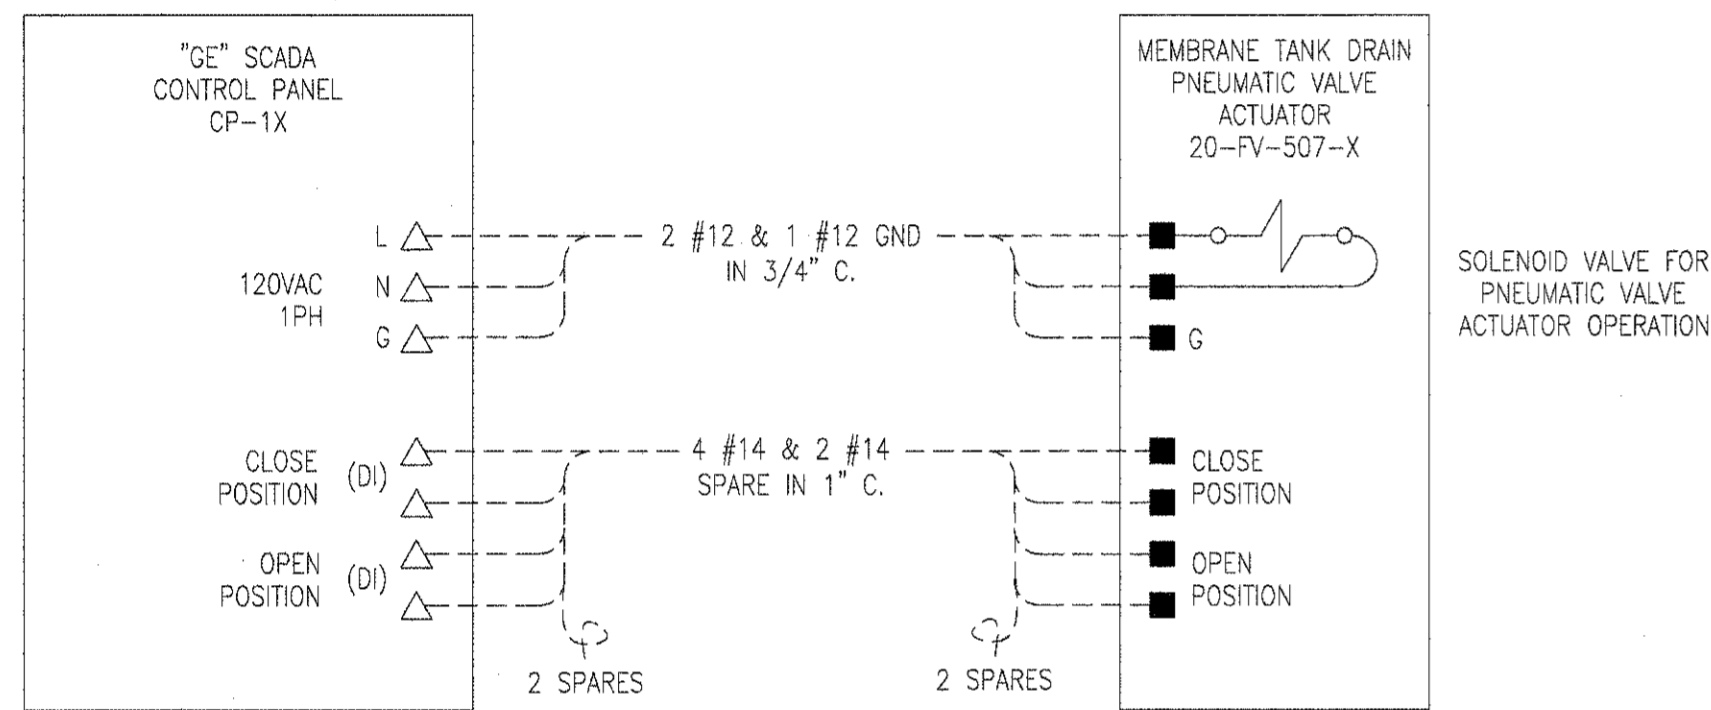 "GE" SCADA
CONTROL PANEL
CP-1X
MEMBRANE TANK DRAIN
PNEUMATIC VALVE
ACTUATOR
20-FV-507-X
L
120VAC
1PH
N
G
2 #12 & 1 #12 GND
IN 3/4" C.
G
SOLENOID VALVE FOR
PNEUMATIC VALVE
ACTUATOR OPERATION
CLOSE
POSITION
(DI)
OPEN
POSITION
(DI)
4 #14 & 2 #14
SPARE IN 1" C.
CLOSE
POSITION
OPEN
POSITION
2 SPARES
2 SPARES